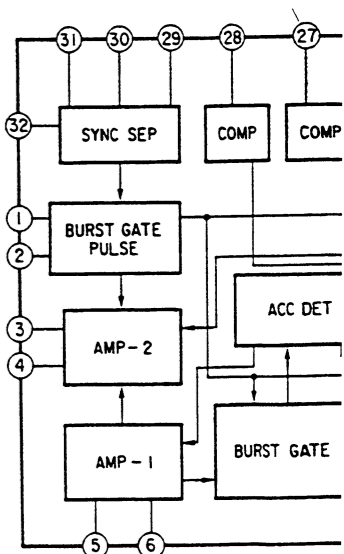 31 30 29 28 27
32
SYNC SEP
COMP
COMP
1
BURST GATE
PULSE
2
3
AMP-2
4
ACC DET
AMP-1
BURST GATE
5 6